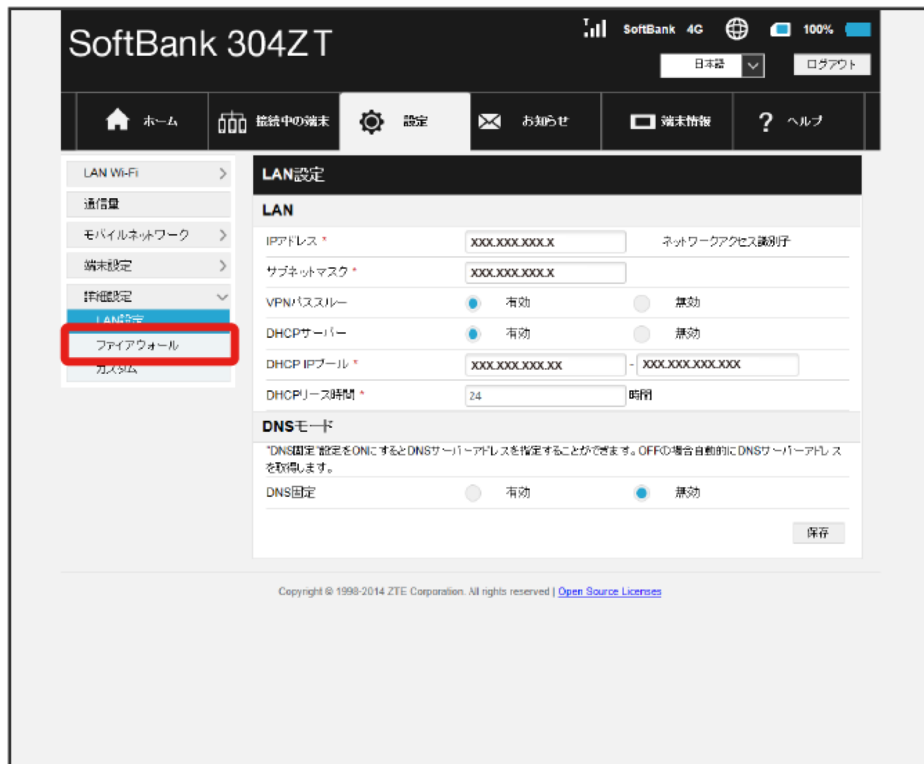 SoftBank 304ZT
SoftBank 4G 100%
日本語 ログアウト
ホーム 接続中の端末 設定 お知らせ 端末情報 ? ヘルプ
LAN Wi-Fi
通信量
モバイルネットワーク
端末設定
詳細設定
LAN設定
ファイアウォール
カスタム
LAN設定
LAN
IPアドレス * XXX.XXX.XXX.X ネットワークアクセス識別子
サブネットマスク * XXX.XXX.XXX.X
VPNパススルー 有効 無効
DHCPサーバー 有効 無効
DHCP IPプール * XXX.XXX.XXX.XX - XXX.XXX.XXX.XXX
DHCPリース時間 * 24 時間
DNSモード
"DNS固定"設定をONにするとDNSサーバーアドレスを指定することができます。OFFの場合自動的にDNSサーバーアドレス
を取得します。
DNS固定 有効 無効
保存
Copyright © 1998-2014 ZTE Corporation. All rights reserved | Open Source Licenses